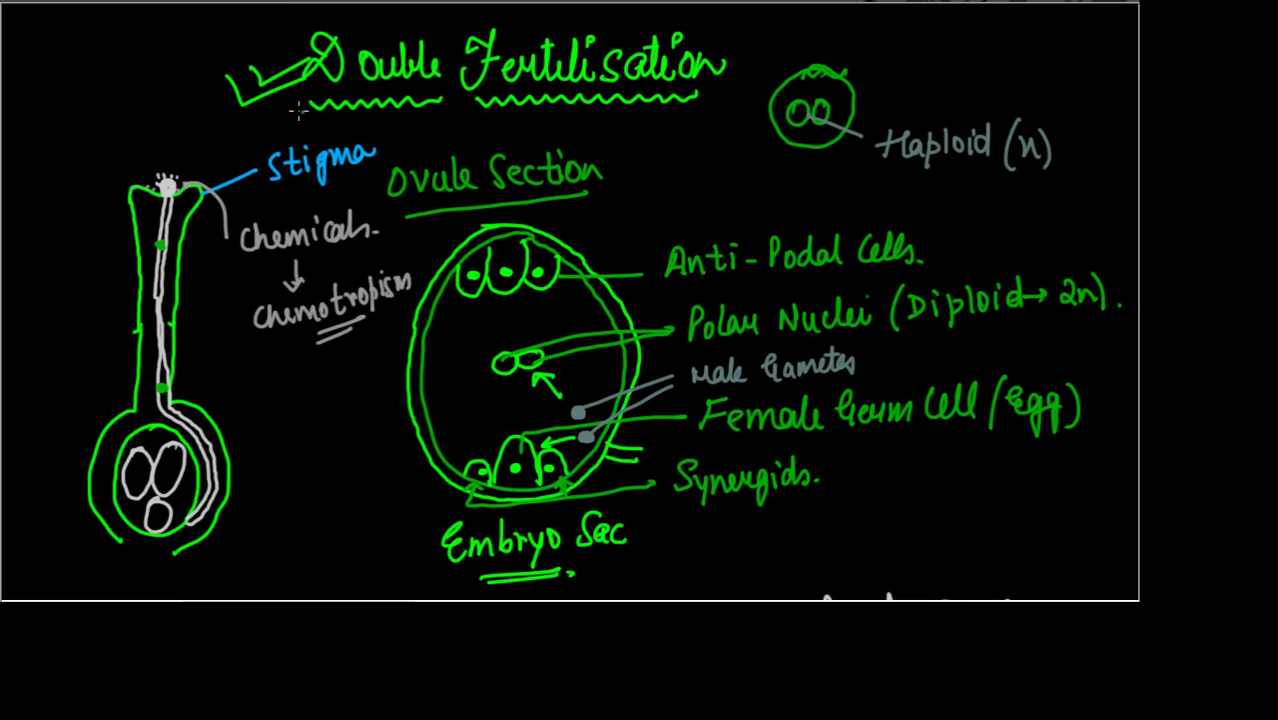 Double Fertilisation
Haploid (n)
Stigma
Ovule Section
Chemicals.
Chemotropism
Anti-Podal Cells.
Polar Nuclei (Diploid→ 2n).
Male Gametes
Female Germ Cell (Egg)
Synergids.
Embryo Sac